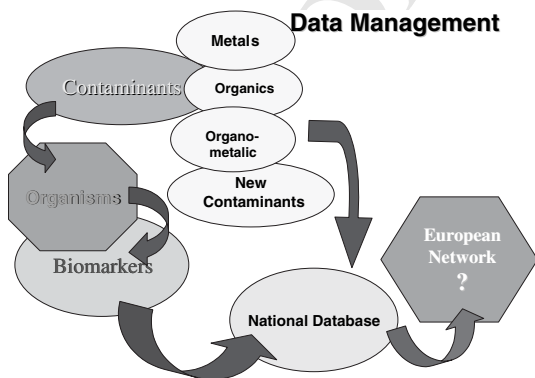 Data Management
Metals
Contaminants
Organics
Organo-
metalic
New
Contaminants
Organisms
Biomarkers
European
Network
?
National Database